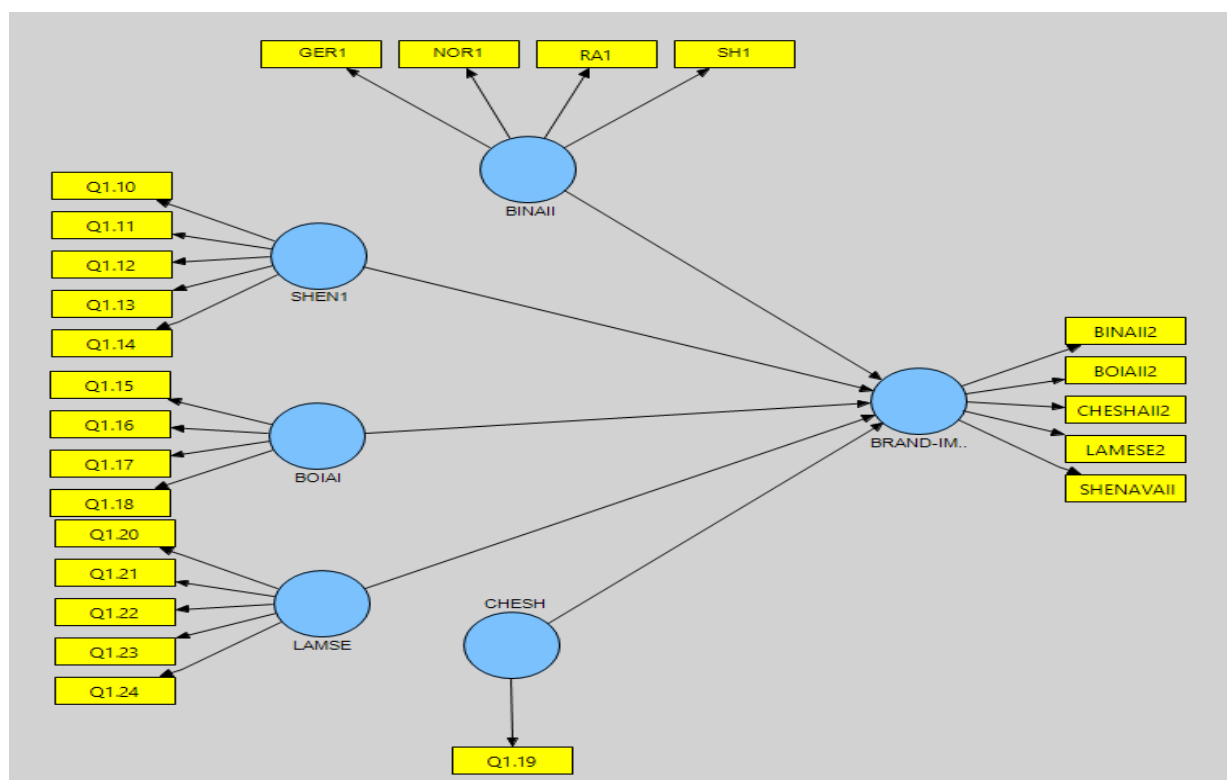 GER1
NOR1
RA1
SH1
BINAII
Q1.10
Q1.11
Q1.12
Q1.13
Q1.14
SHEN1
Q1.15
Q1.16
Q1.17
Q1.18
BOIAI
Q1.20
Q1.21
Q1.22
Q1.23
Q1.24
LAMSE
CHESH
Q1.19
BRAND-IM..
BINAII2
BOIAII2
CHESHAII2
LAMESE2
SHENAVAII